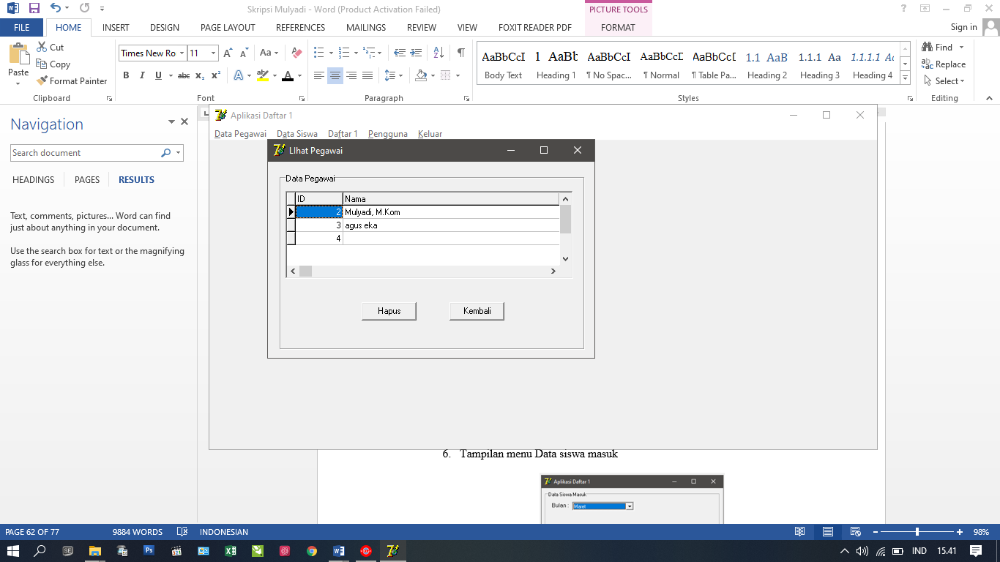 Skripsi Mulyadi - Word (Product Activation Failed)
PICTURE TOOLS
FILE HOME INSERT DESIGN PAGE LAYOUT REFERENCES MAILINGS REVIEW VIEW FOXIT READER PDF FORMAT
Sign in
Paste
Cut
Copy
Format Painter
Clipboard
Times New Ro 11
Font
Paragraph
AaBbCcI 1 AaBb AaBbCcI AaBbCcD AaBbCcD 1.1 AaB 1.1.1 Aa 1.1.1.1 Ac
Body Text Heading 1 ¶ No Spac... ¶ Normal ¶ Table Pa... Heading 2 Heading 3 Heading 4
Styles
Find
Replace
Select
Editing
Navigation
Search document
HEADINGS PAGES RESULTS
Text, comments, pictures... Word can find
just about anything in your document.
Use the search box for text or the magnifying
glass for everything else.
Aplikasi Daftar 1
Data Pegawai Data Siswa Daftar 1 Pengguna Keluar
LIhat Pegawai
Data Pegawai
ID Nama
2 Mulyadi, M.Kom
3 agus eka
4
Hapus Kembali
6. Tampilan menu Data siswa masuk
Aplikasi Daftar 1
Data Siswa Masuk
Bulan : Maret
PAGE 62 OF 77 9884 WORDS INDONESIAN 98%
IND 15.41